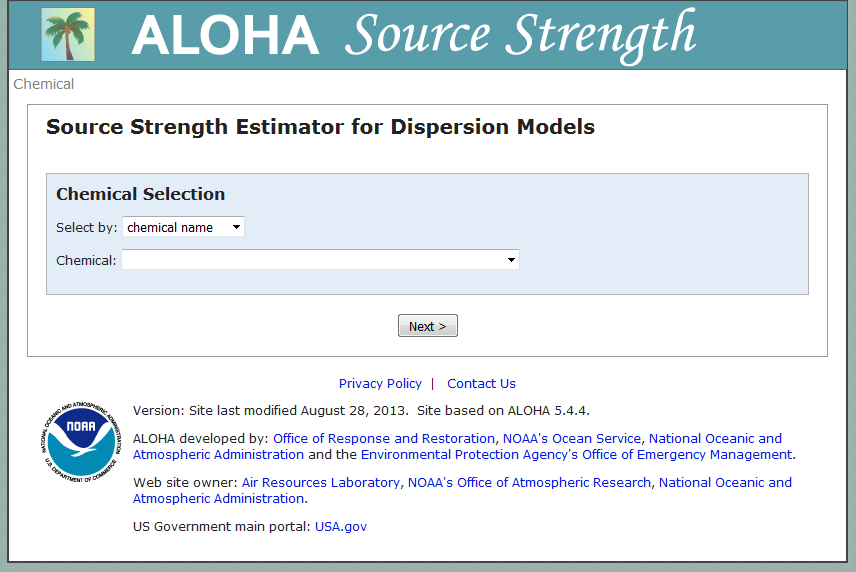 ALOHA Source Strength
Chemical
Source Strength Estimator for Dispersion Models
Chemical Selection
Select by: chemical name
Chemical:
Next >
Privacy Policy | Contact Us
NATIONAL OCEANIC AND ATMOSPHERIC ADMINISTRATION
NOAA
U.S. DEPARTMENT OF COMMERCE
Version: Site last modified August 28, 2013. Site based on ALOHA 5.4.4.
ALOHA developed by: Office of Response and Restoration, NOAA's Ocean Service, National Oceanic and
Atmospheric Administration and the Environmental Protection Agency's Office of Emergency Management.
Web site owner: Air Resources Laboratory, NOAA's Office of Atmospheric Research, National Oceanic and
Atmospheric Administration.
US Government main portal: USA.gov